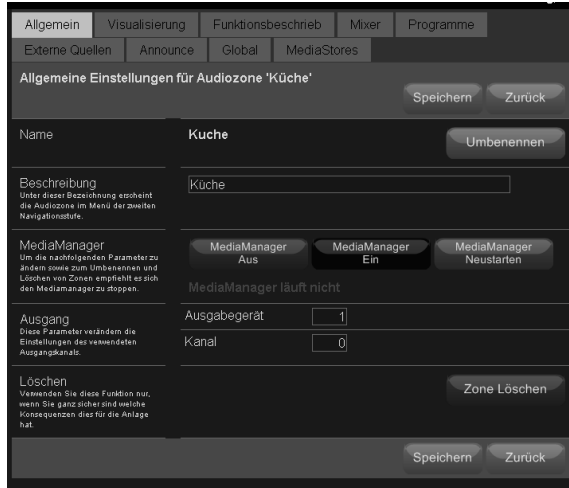 Allgemein Visualisierung Funktionsbeschrieb Mixer Programme
Externe Quellen Announce Global MediaStores
Allgemeine Einstellungen für Audiozone 'Küche'
Speichern Zurück
Name Kuche Umbenennen
Beschreibung
Unter dieser Bezeichnung erscheint
die Audiozone im Menü der zweiten
Navigationsstufe.
Küche
MediaManager
Um die nachfolgenden Parameter zu
ändern sowie zum Umbenennen und
Löschen von Zonen empfiehlt es sich
den Mediamanager zu stoppen.
MediaManager Aus
MediaManager Ein
MediaManager Neustarten
MediaManager läuft nicht
Ausgang
Diese Parameter verändern die
Einstellungen des verwendeten
Ausgangskanals.
Ausgabegerät 1
Kanal 0
Löschen
Verwenden Sie diese Funktion nur,
wenn Sie ganz sicher sind welche
Konsequenzen dies für die Anlage
hat.
Zone Löschen
Speichern Zurück